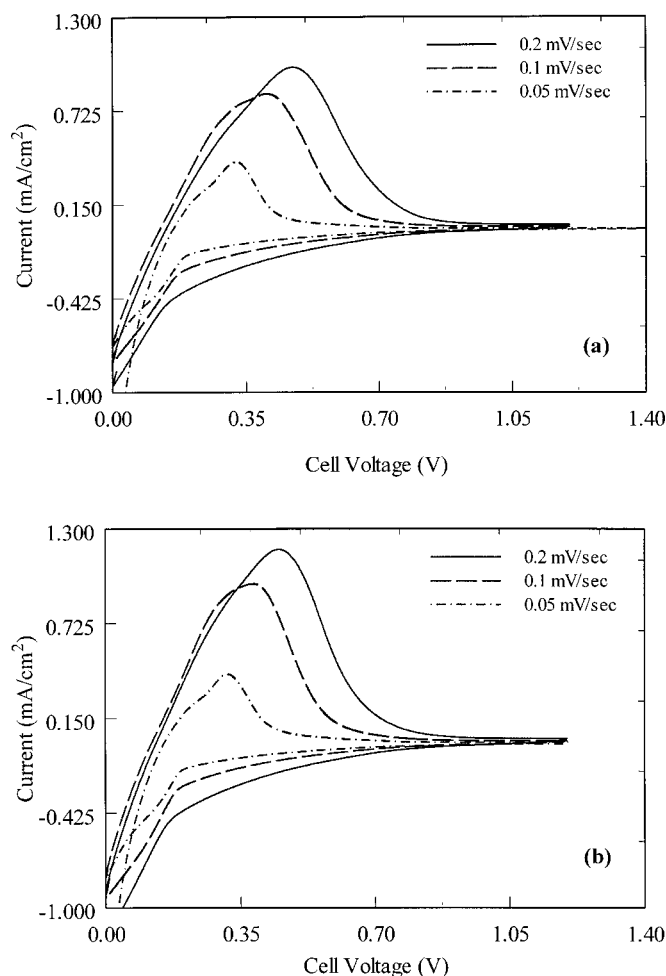 1.300
0.2 mV/sec
0.1 mV/sec
0.05 mV/sec
0.725
0.150
-0.425
-1.000
Current (mA/cm²)
(a)
0.00 0.35 0.70 1.05 1.40
Cell Voltage (V)
1.300
0.2 mV/sec
0.1 mV/sec
0.05 mV/sec
0.725
0.150
-0.425
-1.000
Current (mA/cm²)
(b)
0.00 0.35 0.70 1.05 1.40
Cell Voltage (V)